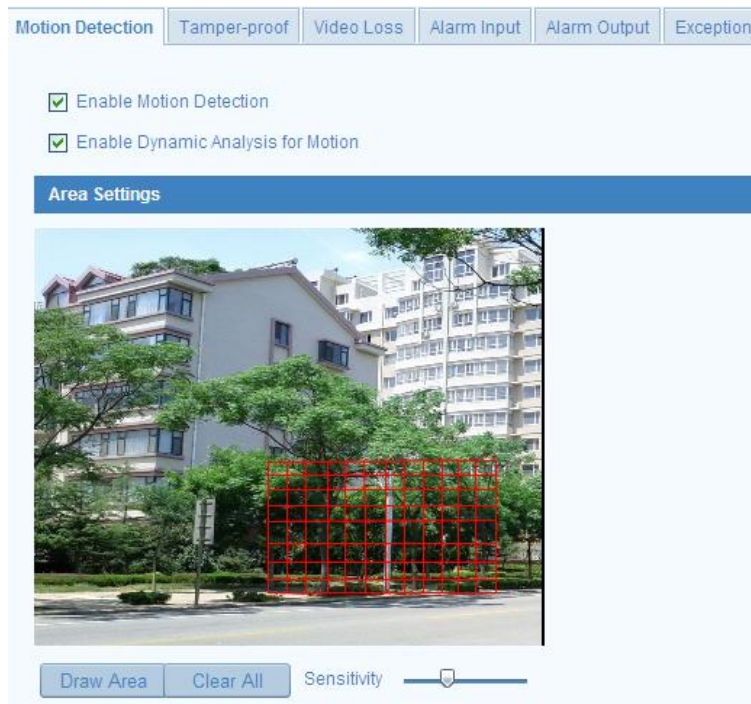 Motion Detection Tamper-proof Video Loss Alarm Input Alarm Output Exception
Enable Motion Detection
Enable Dynamic Analysis for Motion
Area Settings
Draw Area Clear All Sensitivity